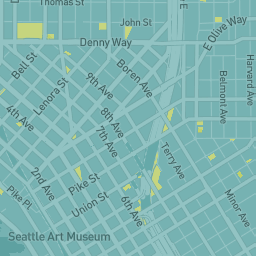 Thomas St
John St
E Olive Way
Denny Way
Bell St
Boren Ave
9th Ave
Harvard Ave
Belmont Ave
Lenora St
4th Ave
8th Ave
7th Ave
Terry Ave
2nd Ave
Pike St
Pike Pl
Union St
6th Ave
Minor Ave
Seattle Art Museum